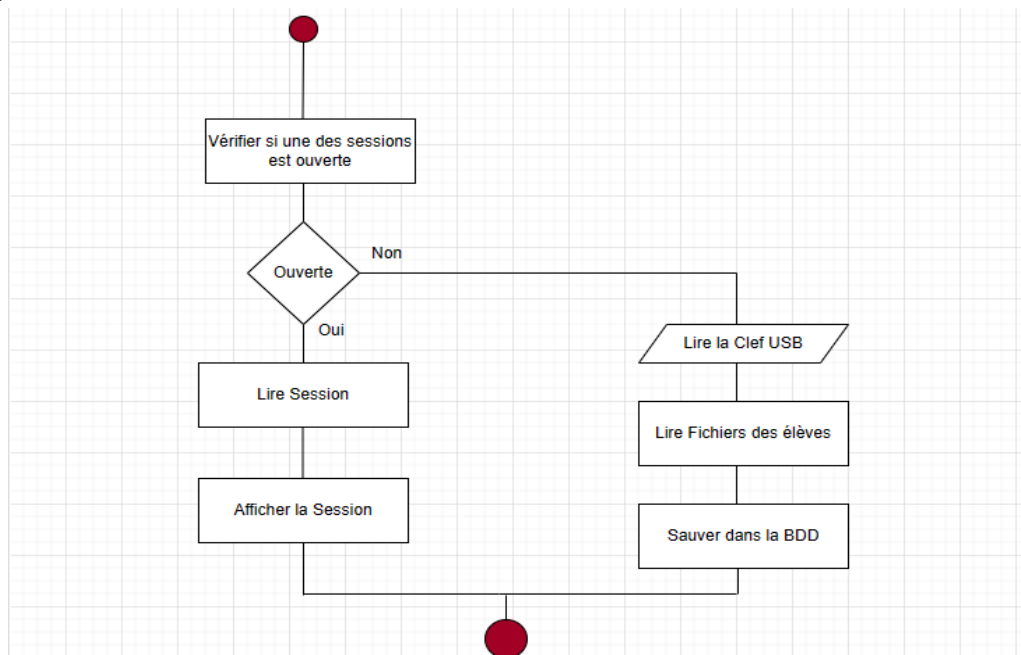 Vérifier si une des sessions
est ouverte
Ouverte
Non
Oui
Lire la Clef USB
Lire Session
Lire Fichiers des élèves
Afficher la Session
Sauver dans la BDD